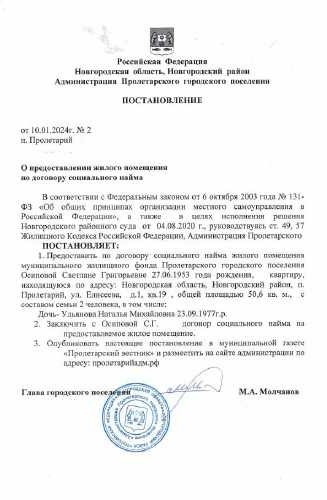 Российская Федерация
Новгородская область, Новгородский район
Администрация Пролетарского городского поселения
ПОСТАНОВЛЕНИЕ
от 10.01.2024г. № 2
п. Пролетарий
О предоставлении жилого помещения
по договору социального найма
В соответствии с Федеральным законом от 6 октября 2003 года № 131-
ФЗ «Об общих принципах организации местного самоуправления в
Российской Федерации», а также в целях исполнения решения
Новгородского районного суда от 04.08.2020 г., руководствуясь ст. 49, 57
Жилищного Кодекса Российской Федерации, Администрация Пролетарского
ПОСТАНОВЛЯЕТ:
1. Предоставить по договору социального найма жилого помещения
муниципального жилищного фонда Пролетарского городского поселения
Осиповой Светлане Григорьевне 27.06.1953 года рождения, квартиру,
находящуюся по адресу: Новгородская область, Новгородский район, п.
Пролетарий, ул. Елисеева, д.1, кв.19 , общей площадью 50,6 кв. м., с
составом семьи 2 человека, в том числе;
Дочь- Ульянова Наталья Михайловна 23.09.1977г.р.
2. Заключить с Осиповой С.Г. договор социального найма на
предоставляемое жилое помещение.
3. Опубликовать настоящее постановление в муниципальной газете
«Пролетарский вестник» и разместить на сайте администрации по
адресу: пролетарийадм.рф
Глава городского поселения
М.А. Молчанов